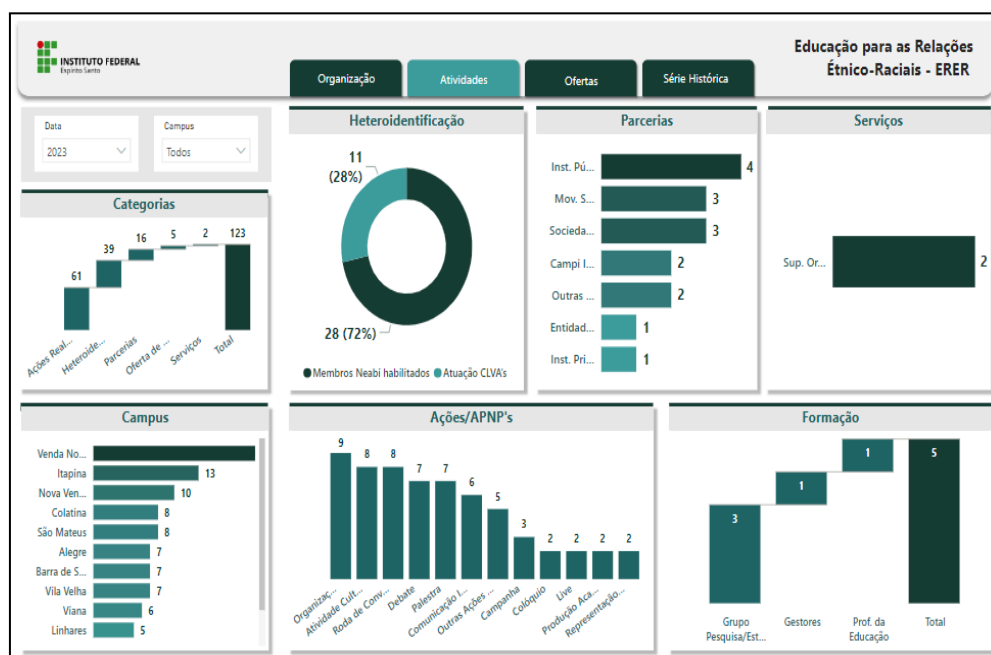 INSTITUTO FEDERAL
Espírito Santo
Organização
Atividades
Ofertas
Série Histórica
Educação para as Relações
Étnico-Raciais - ERER
Data
2023
Campus
Todos
Categorias
61
39
16
5
2
123
Ações Real...
Heteroide...
Parcerias
Oferta de ...
Serviços
Total
Heteroidentificação
11
(28%)
28 (72%)
Membros Neabi habilitados
Atuação CLVA's
Parcerias
Inst. Pú... 4
Mov. S... 3
Socieda... 3
Campi I... 2
Outras ... 2
Entidad... 1
Inst. Pri... 1
Serviços
Sup. Or... 2
Campus
Venda No...
Itapina 13
Nova Ven... 10
Colatina 8
São Mateus 8
Alegre 7
Barra de S... 7
Vila Velha 7
Viana 6
Linhares 5
Ações/APNP's
9
8
8
7
7
6
5
3
2
2
2
2
Organizaç...
Atividade Cult...
Roda de Conv...
Debate
Palestra
Comunicação I...
Outras Ações ...
Campanha
Colóquio
Live
Produção Aca...
Representação...
Formação
3
1
1
5
Grupo
Pesquisa/Est...
Gestores
Prof. da
Educação
Total